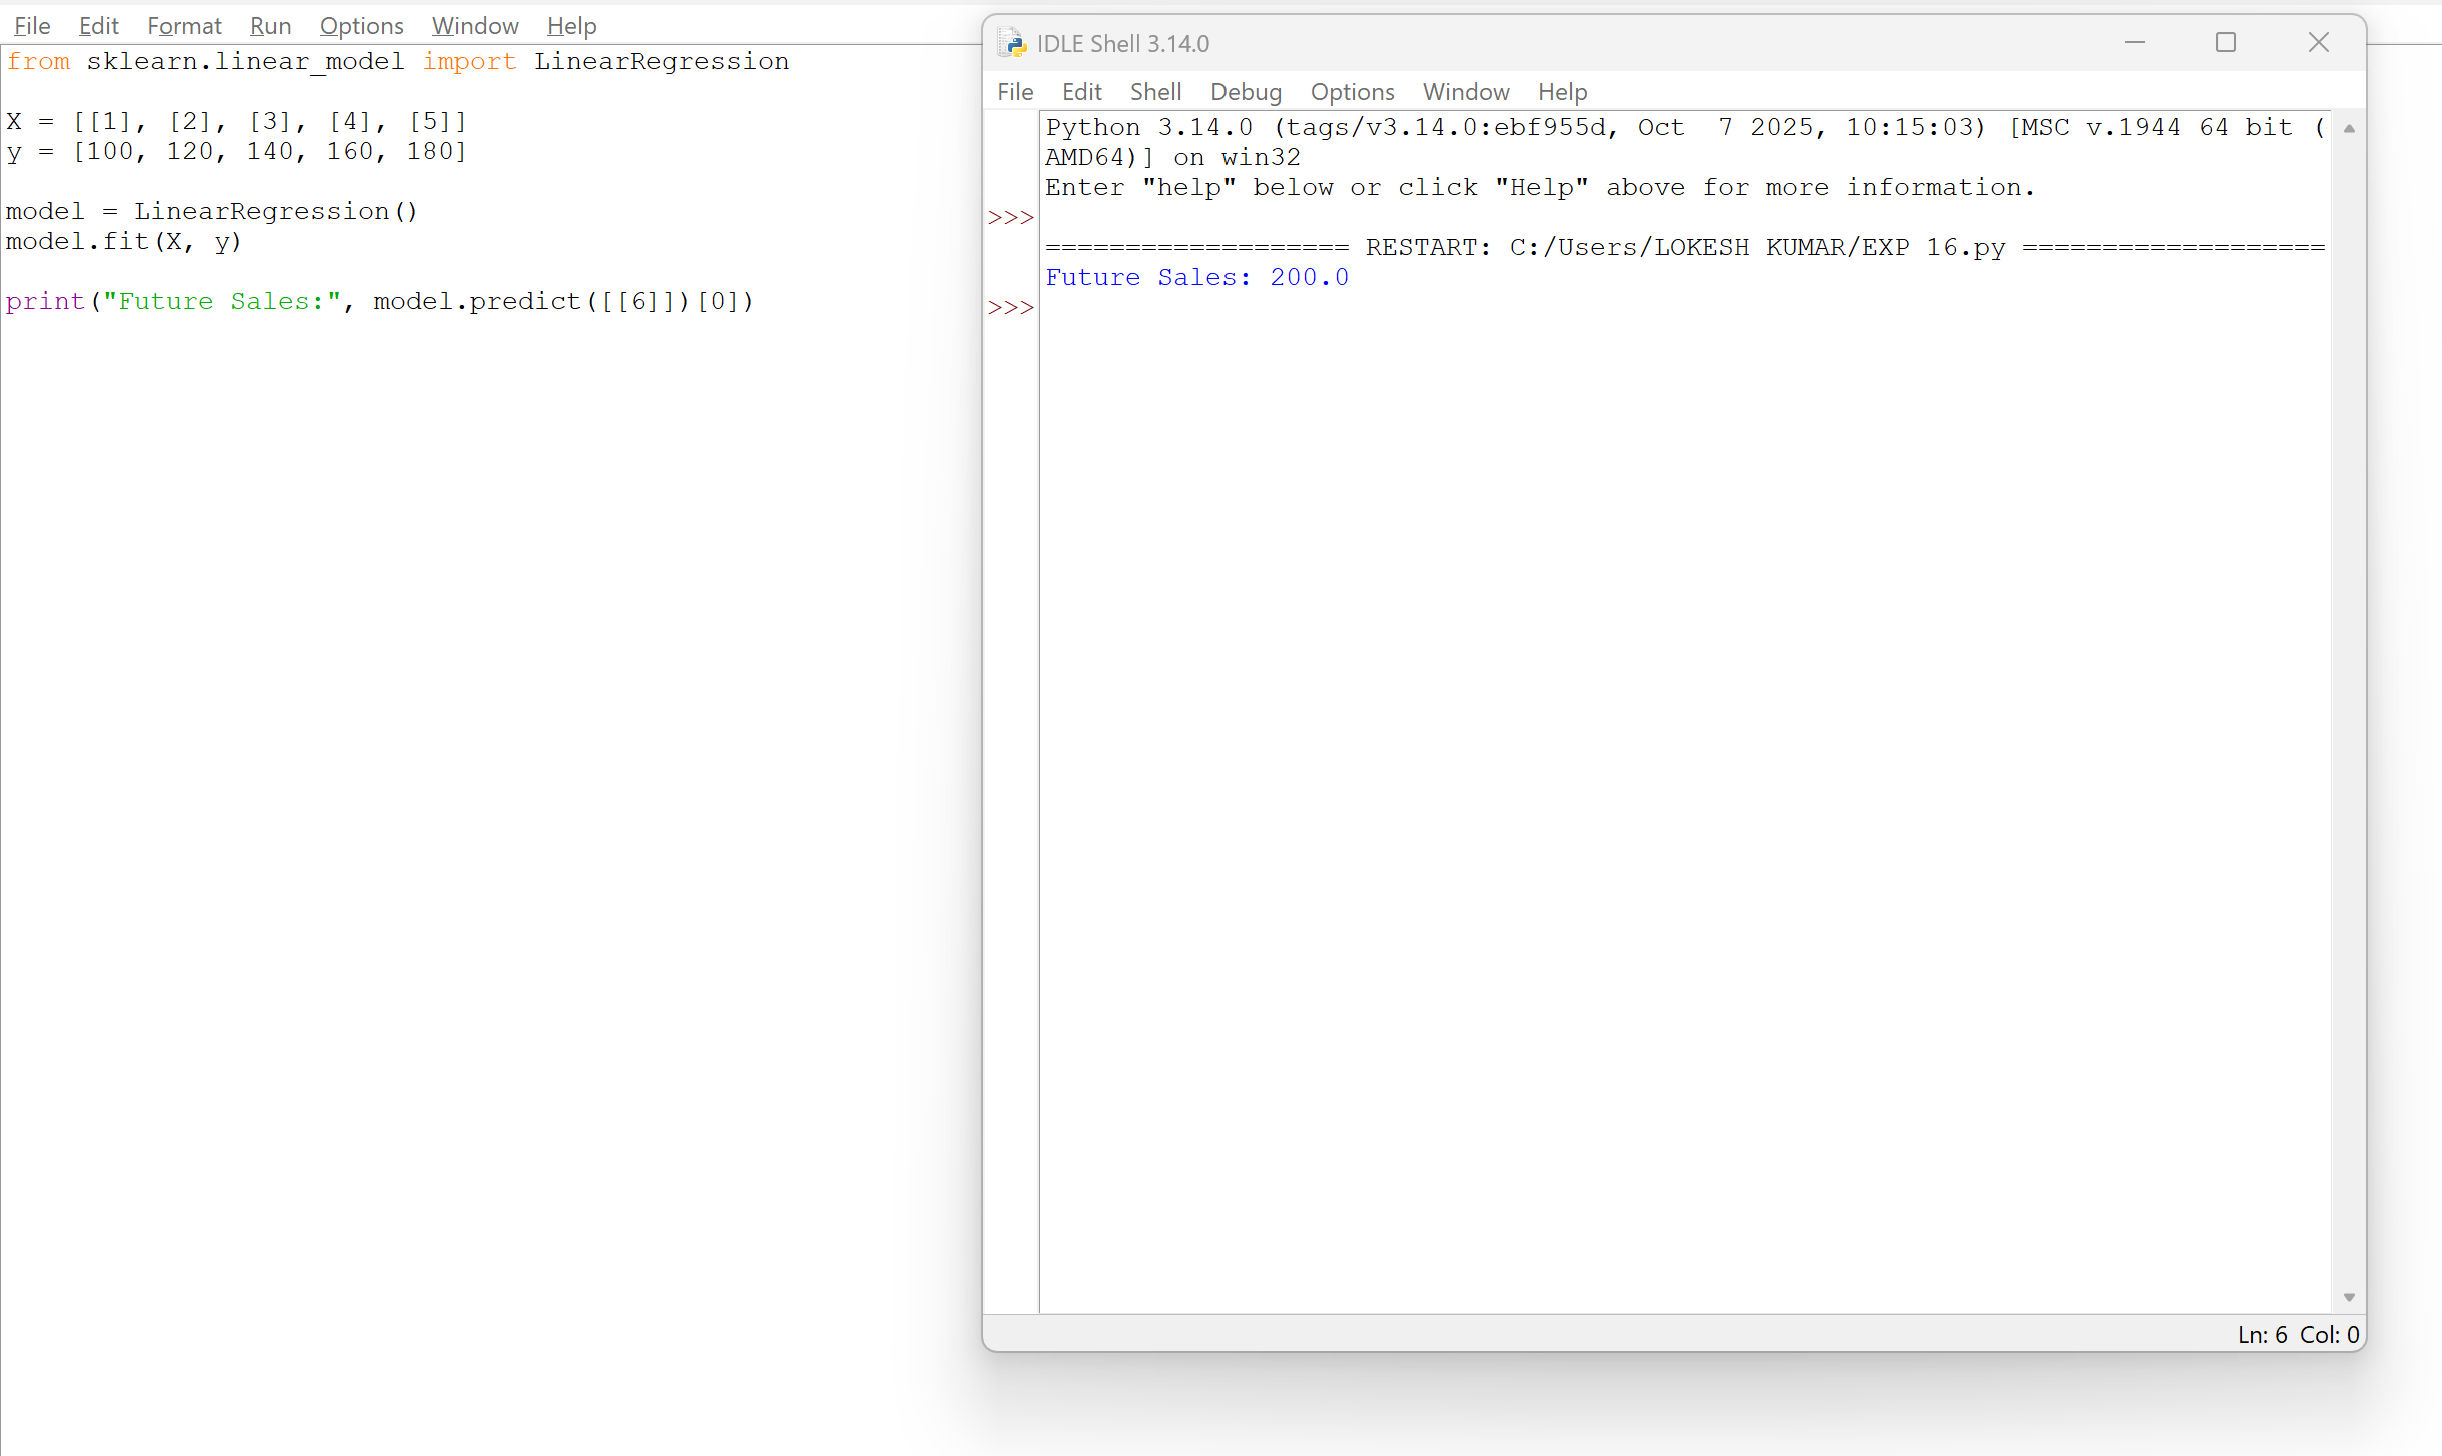 File Edit Format Run Options Window Help
from sklearn.linear_model import LinearRegression
X = [[1], [2], [3], [4], [5]]
y = [100, 120, 140, 160, 180]
model = LinearRegression()
model.fit(X, y)
print("Future Sales:", model.predict([[6]])[0])
IDLE Shell 3.14.0
File Edit Shell Debug Options Window Help
Python 3.14.0 (tags/v3.14.0:ebf955d, Oct  7 2025, 10:15:03) [MSC v.1944 64 bit (
AMD64)] on win32
Enter "help" below or click "Help" above for more information.
>>>
=================== RESTART: C:/Users/LOKESH KUMAR/EXP 16.py ===================
Future Sales: 200.0
>>>
Ln: 6 Col: 0